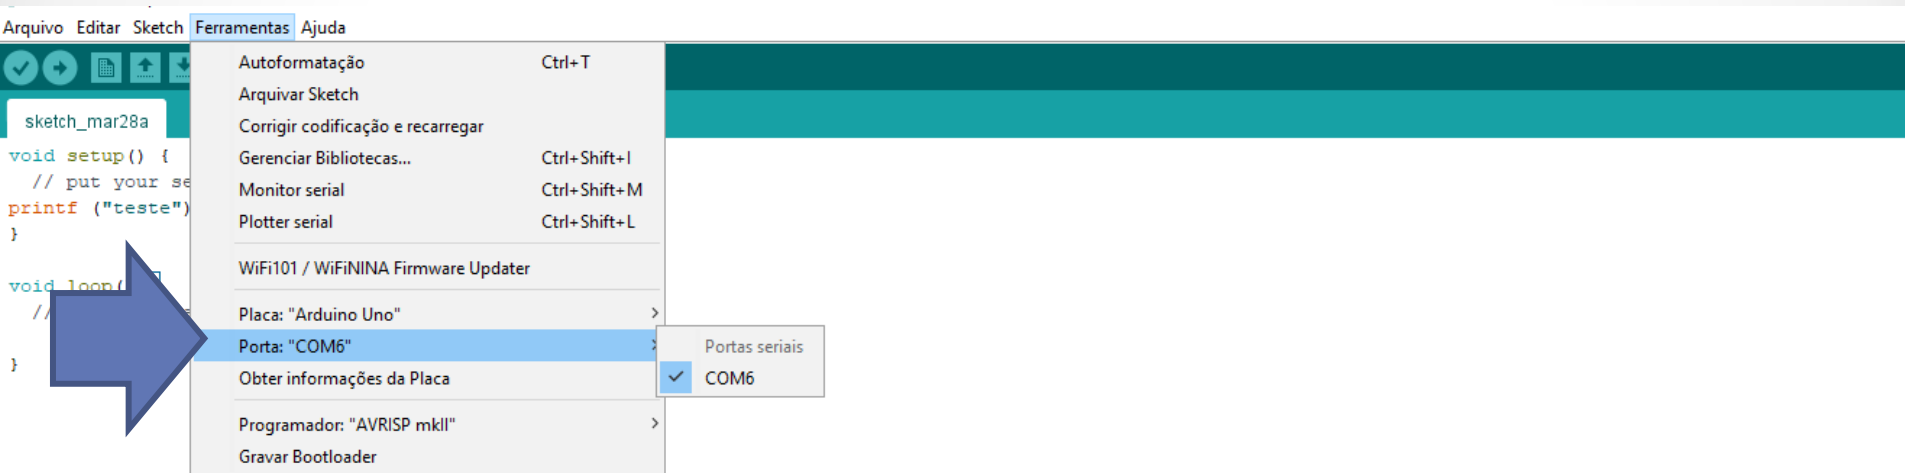 Arquivo Editar Sketch Ferramentas Ajuda
Autoformatação Ctrl+T
Arquivar Sketch
Corrigir codificação e recarregar
Gerenciar Bibliotecas... Ctrl+Shift+I
Monitor serial Ctrl+Shift+M
Plotter serial Ctrl+Shift+L
WiFi101 / WiFiNINA Firmware Updater
Placa: "Arduino Uno"
Porta: "COM6"
Obter informações da Placa
Programador: "AVRISP mkII"
Gravar Bootloader
Portas seriais
COM6
sketch_mar28a
void setup() {
// put your se
printf ("teste")
}
void loop(
//
}